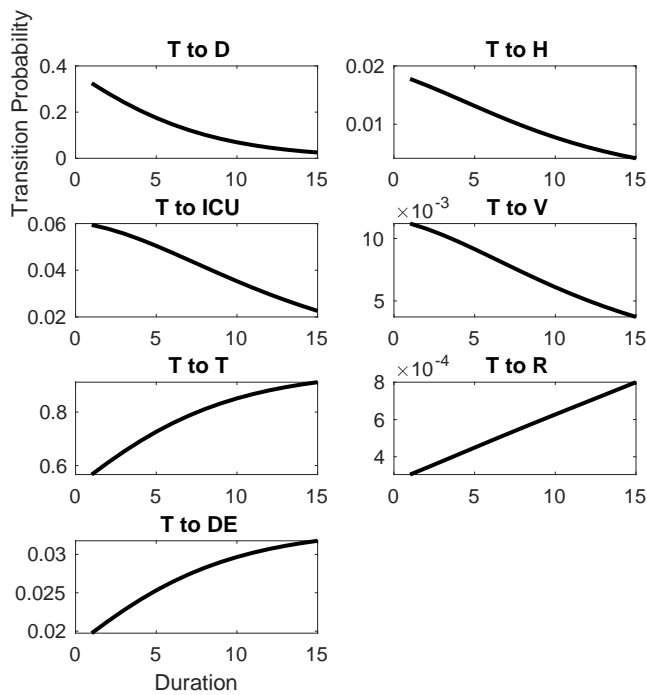 Transition Probability
T to D
0.4
0.2
0
0 5 10 15
T to H
0.02
0.01
0 5 10 15
T to ICU
0.06
0.04
0.02
0 5 10 15
T to V
×10-3
10
5
0 5 10 15
T to T
0.8
0.6
0 5 10 15
T to R
×10-4
8
6
4
0 5 10 15
T to DE
0.03
0.025
0.02
0 5 10 15
Duration